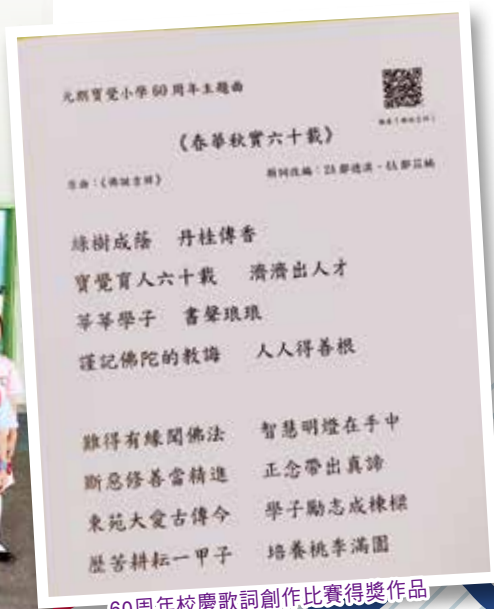 元朗寶覺小學 60 周年主題曲
《春華秋實六十載》
原曲：《佛誕吉祥》
歌詞改編：2A 鄭
綠樹成蔭 丹桂傳香
寶覺育人六十載 濟濟出人才
莘莘學子 書聲琅琅
謹記佛陀的教誨 人人得善根
難得有緣聞佛法 智慧明燈在手中
斷惡修善當精進 正念帶出真諦
東苑大愛古傳今 學子勵志成棟樑
歷苦耕耘一甲子 培養桃李滿園
60周年校慶歌詞創作比賽得獎作品